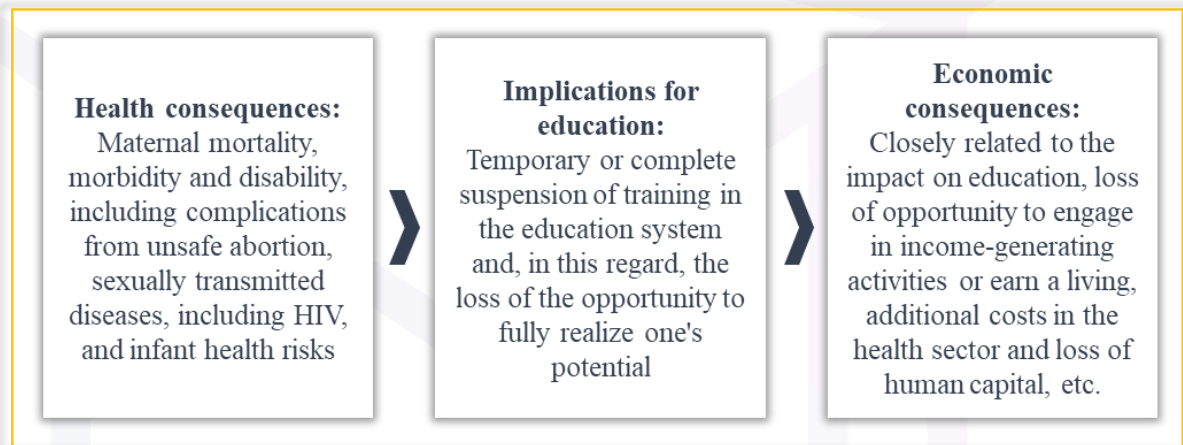 Health consequences:
Maternal mortality,
morbidity and disability,
including complications
from unsafe abortion,
sexually transmitted
diseases, including HIV,
and infant health risks
Implications for
education:
Temporary or complete
suspension of training in
the education system
and, in this regard, the
loss of the opportunity to
fully realize one's
potential
Economic
consequences:
Closely related to the
impact on education, loss
of opportunity to engage
in income-generating
activities or earn a living,
additional costs in the
health sector and loss of
human capital, etc.